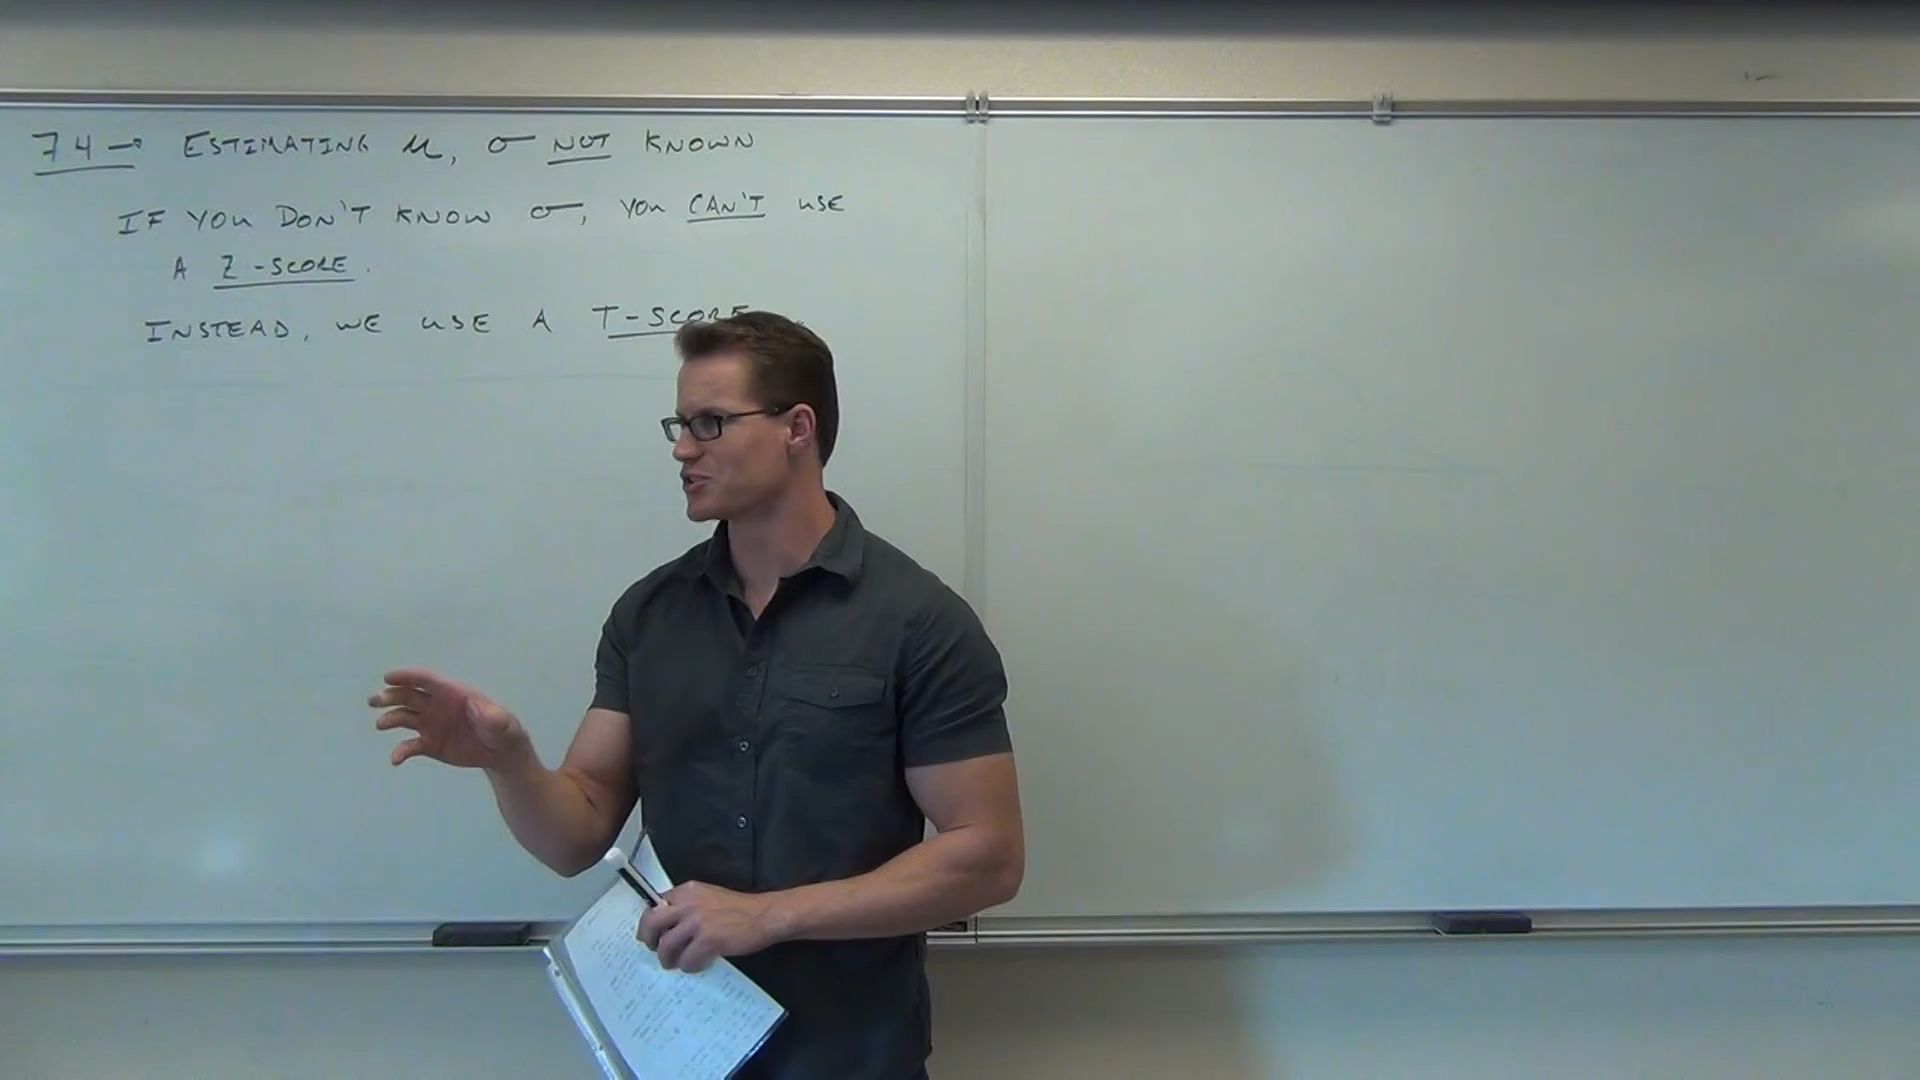 7 4 → ESTIMATING μ, σ NOT KNOWN
IF YOU DON'T KNOW σ, YOU CAN'T USE
A Z-SCORE.
INSTEAD, WE USE A T-SCORE